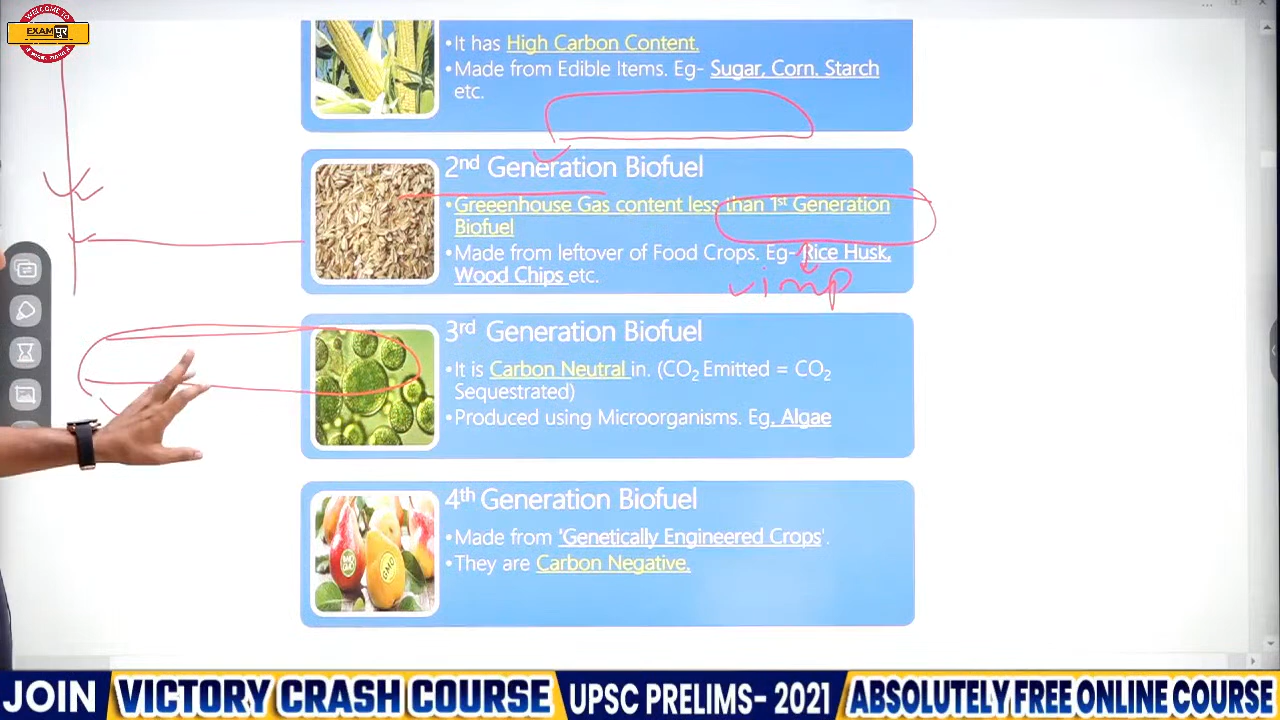 WELCOME TO
EXAM पुर
• It has High Carbon Content.
• Made from Edible Items. Eg- Sugar, Corn. Starch
etc.
2nd Generation Biofuel
• Greeenhouse Gas content less than 1st Generation
Biofuel
• Made from leftover of Food Crops. Eg- Rice Husk,
Wood Chips etc.
v imp
3rd Generation Biofuel
• It is Carbon Neutral in. (CO2 Emitted = CO2
Sequestrated)
• Produced using Microorganisms. Eg. Algae
4th Generation Biofuel
• Made from 'Genetically Engineered Crops'.
• They are Carbon Negative.
GMO
JOIN VICTORY CRASH COURSE UPSC PRELIMS- 2021 ABSOLUTELY FREE ONLINE COURSE